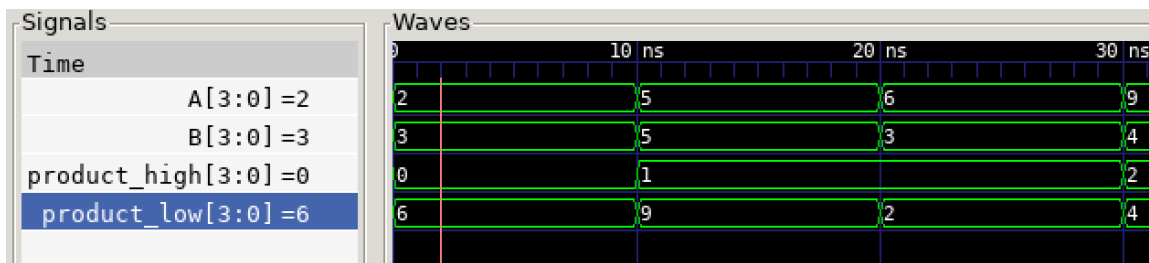 Signals Waves
Time 0 10 ns 20 ns 30 ns
A[3:0]=2 2 5 6 9
B[3:0]=3 3 5 3 4
product_high[3:0]=0 0 1 2
product_low[3:0]=6 6 9 2 4